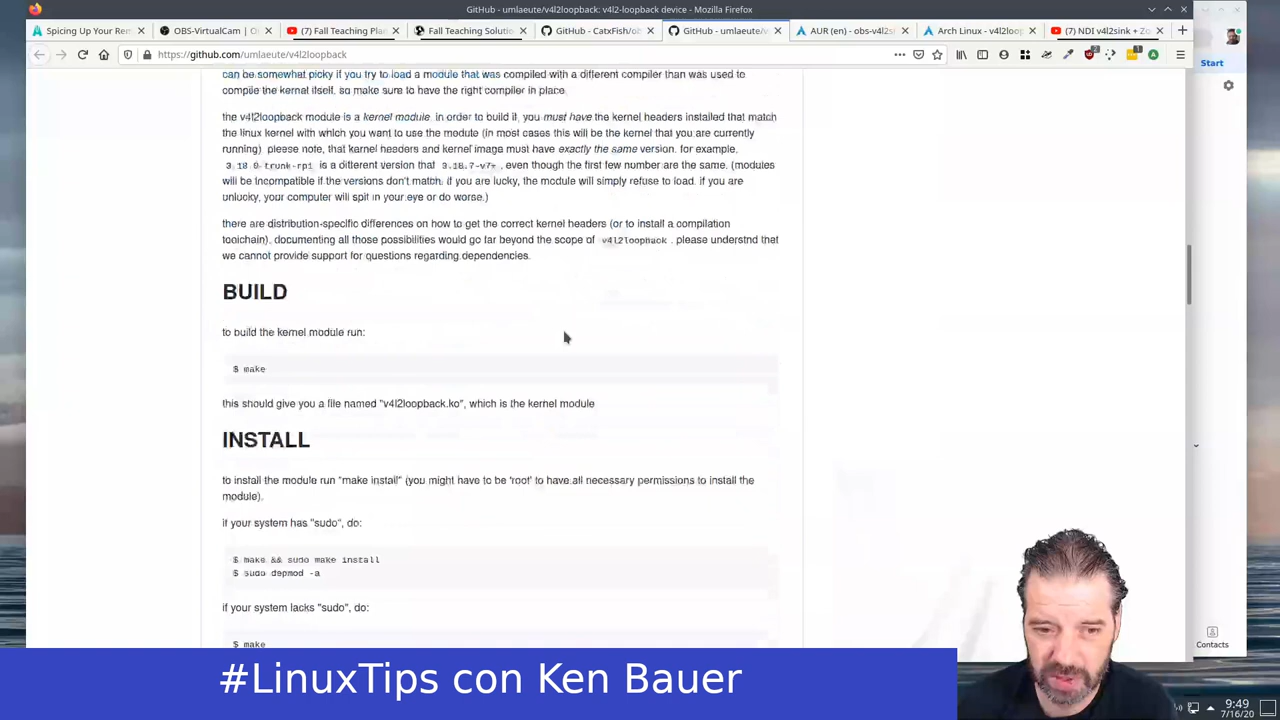 GitHub - umlaeute/v4l2loopback: v4l2-loopback device - Mozilla Firefox
Spicing Up Your Rem
OBS-VirtualCam | O
(7) Fall Teaching Plan
Fall Teaching Solutio
GitHub - CatxFish/ob
GitHub - umlaeute/v
AUR (en) - obs-v4l2si
Arch Linux - v4l2loop
(7) NDI v4l2sink + Zo
https://github.com/umlaeute/v4l2loopback
Start
can be somewhat picky if you try to load a module that was compiled with a different compiler than was used to
compile the kernel itself, so make sure to have the right compiler in place.
the v4l2loopback module is a kernel module. in order to build it, you must have the kernel headers installed that match
the linux kernel with which you want to use the module (in most cases this will be the kernel that you are currently
running). please note, that kernel headers and kernel image must have exactly the same version. for example,
3.18.0-trunk-rpi is a different version that 3.18.7-v7+, even though the first few number are the same. (modules
will be incompatible if the versions don't match. if you are lucky, the module will simply refuse to load. if you are
unlucky, your computer will spit in your eye or do worse.)
there are distribution-specific differences on how to get the correct kernel headers (or to install a compilation
toolchain). documenting all those possibilities would go far beyond the scope of v4l2loopback. please understnd that
we cannot provide support for questions regarding dependencies.
BUILD
to build the kernel module run:
$ make
this should give you a file named "v4l2loopback.ko", which is the kernel module
INSTALL
to install the module run "make install" (you might have to be 'root' to have all necessary permissions to install the
module).
if your system has "sudo", do:
$ make && sudo make install
$ sudo depmod -a
if your system lacks "sudo", do:
$ make
Contacts
#LinuxTips con Ken Bauer
9:49
7/16/20